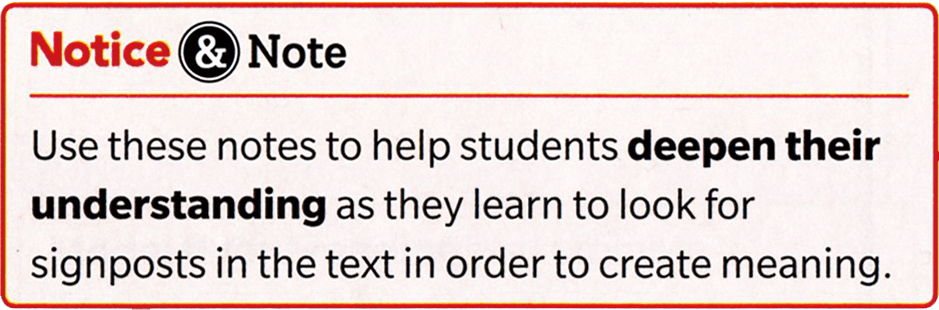 Notice & Note
Use these notes to help students deepen their
understanding as they learn to look for
signposts in the text in order to create meaning.